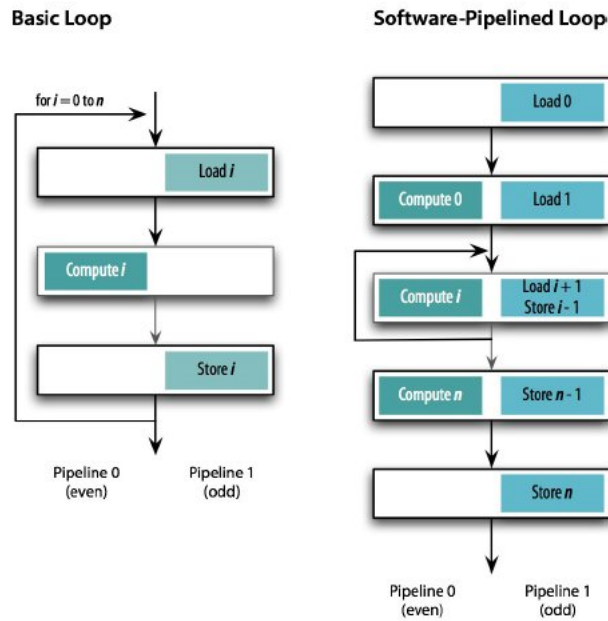 Basic Loop
for i = 0 to n
Load i
Compute i
Store i
Pipeline 0
(even)
Pipeline 1
(odd)
Software-Pipelined Loop
Load 0
Compute 0
Load 1
Compute i
Load i + 1
Store i - 1
Compute n
Store n - 1
Store n
Pipeline 0
(even)
Pipeline 1
(odd)